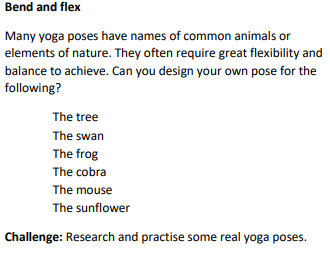 Bend and flex
Many yoga poses have names of common animals or
elements of nature. They often require great flexibility and
balance to achieve. Can you design your own pose for the
following?
The tree
The swan
The frog
The cobra
The mouse
The sunflower
Challenge: Research and practise some real yoga poses.